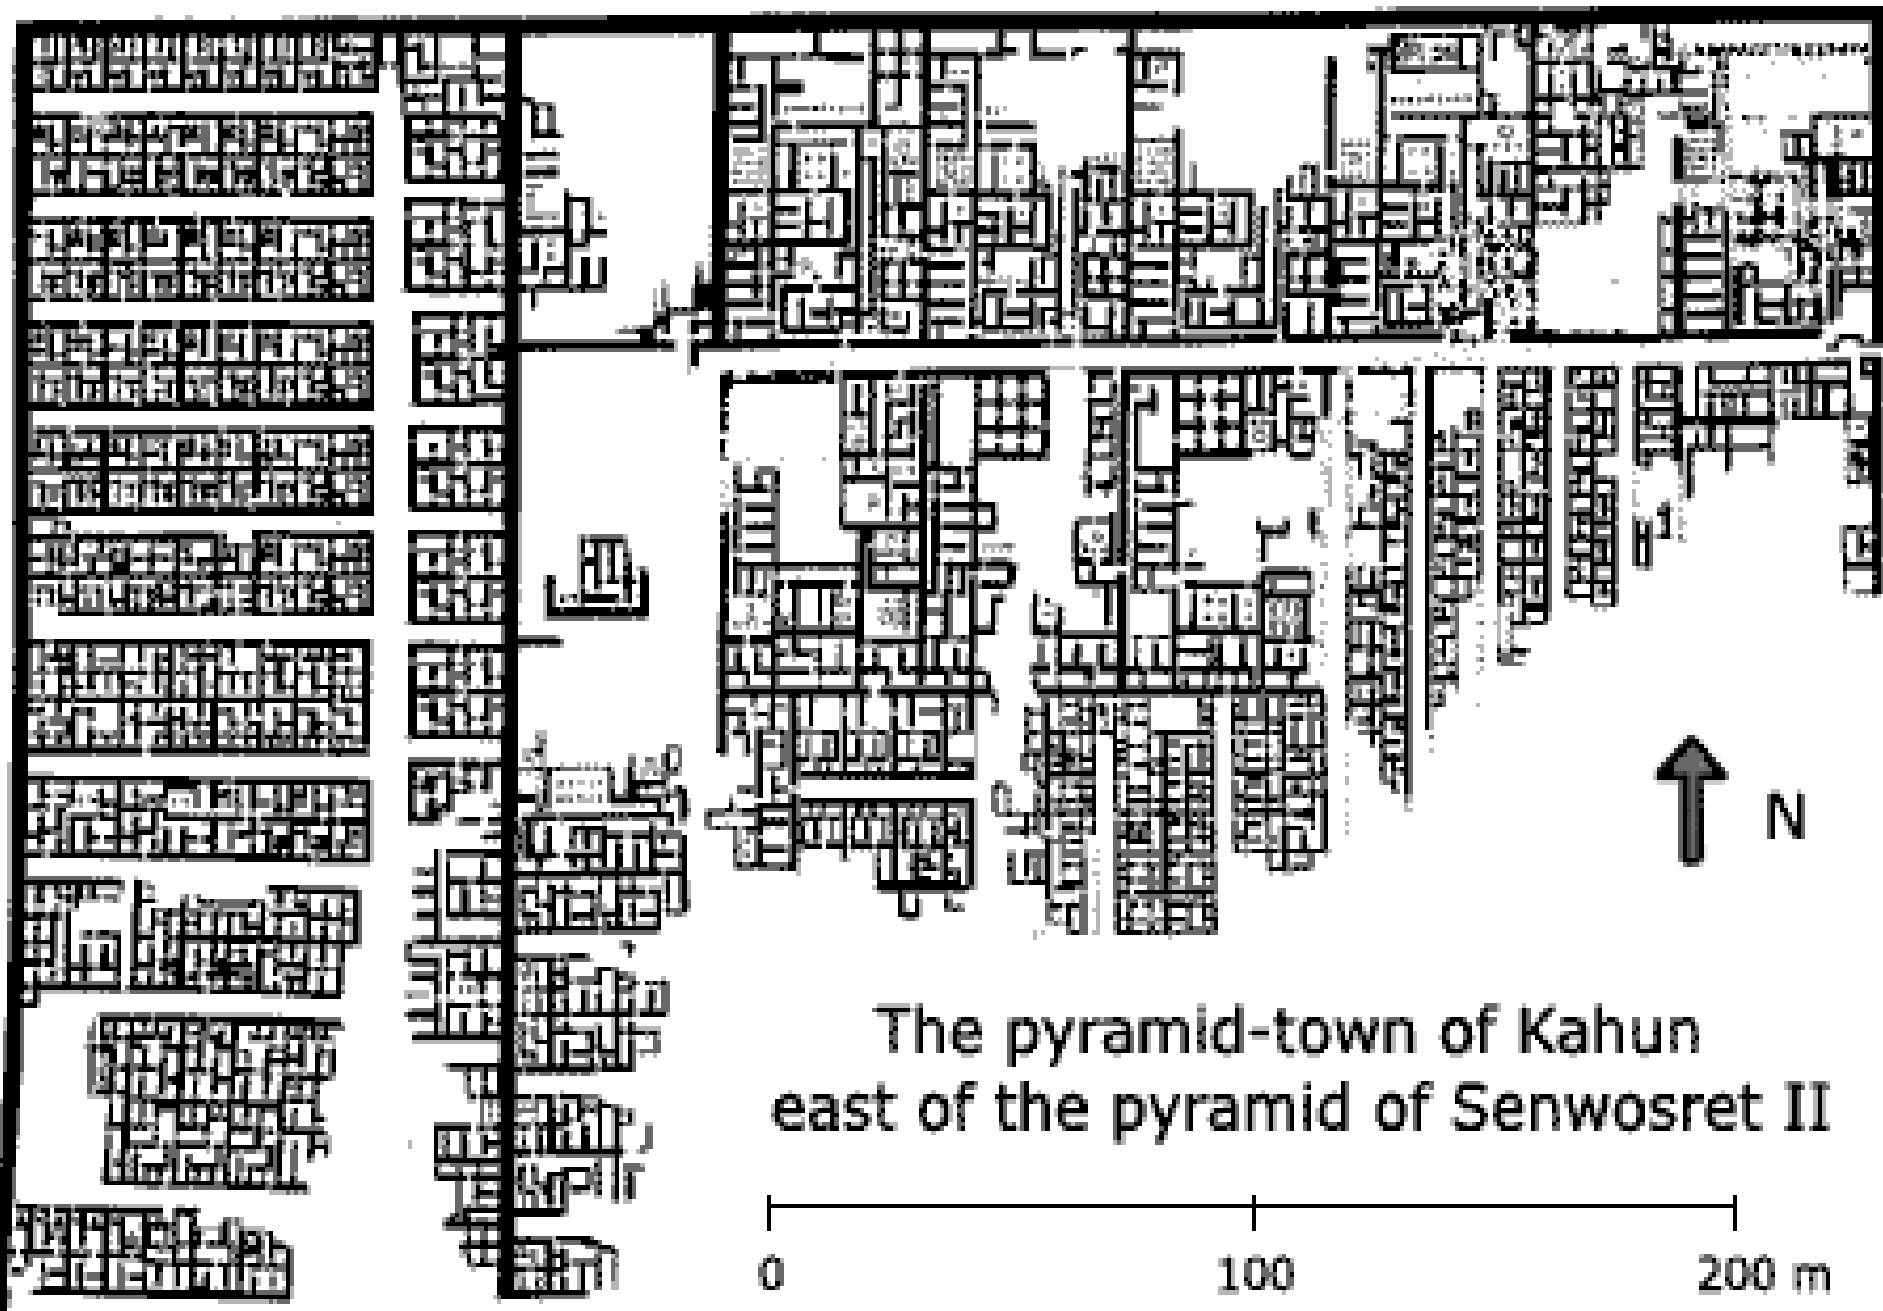 N
The pyramid-town of Kahun
east of the pyramid of Senwosret II
0 100 200 m